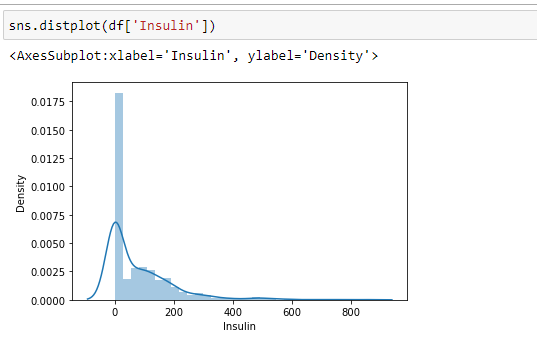 sns.distplot(df['Insulin'])
<AxesSubplot:xlabel='Insulin', ylabel='Density'>
0.0175
0.0150
0.0125
0.0100
0.0075
0.0050
0.0025
0.0000
Density
0 200 400 600 800
Insulin